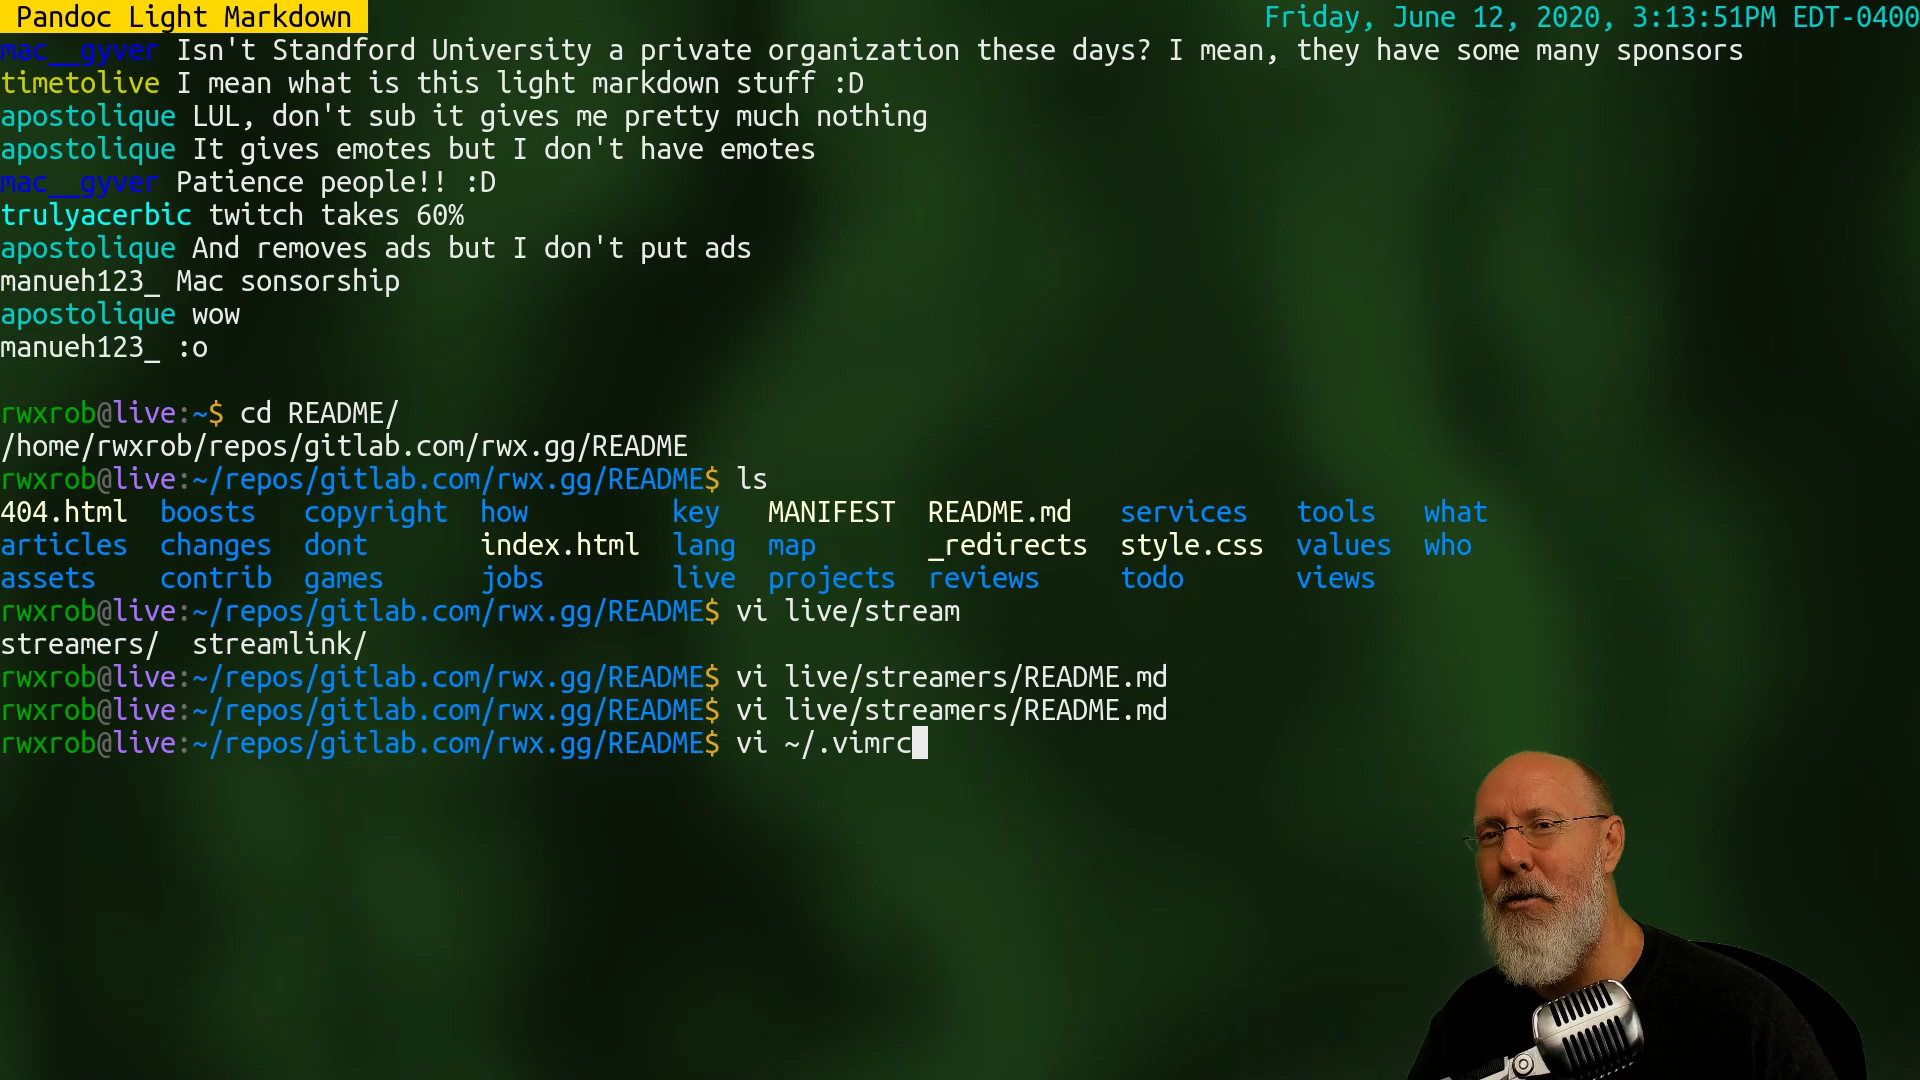 Pandoc Light Markdown
Friday, June 12, 2020, 3:13:51PM EDT-0400
mac__gyver Isn't Standford University a private organization these days? I mean, they have some many sponsors
timetolive I mean what is this light markdown stuff :D
apostolique LUL, don't sub it gives me pretty much nothing
apostolique It gives emotes but I don't have emotes
mac__gyver Patience people!! :D
trulyacerbic twitch takes 60%
apostolique And removes ads but I don't put ads
manueh123_ Mac sonsorship
apostolique wow
manueh123_ :o
rwxrob@live:~$ cd README/
/home/rwxrob/repos/gitlab.com/rwx.gg/README
rwxrob@live:~/repos/gitlab.com/rwx.gg/README$ ls
404.html boosts copyright how key MANIFEST README.md services tools what
articles changes dont index.html lang map _redirects style.css values who
assets contrib games jobs live projects reviews todo views
rwxrob@live:~/repos/gitlab.com/rwx.gg/README$ vi live/stream
streamers/ streamlink/
rwxrob@live:~/repos/gitlab.com/rwx.gg/README$ vi live/streamers/README.md
rwxrob@live:~/repos/gitlab.com/rwx.gg/README$ vi live/streamers/README.md
rwxrob@live:~/repos/gitlab.com/rwx.gg/README$ vi ~/.vimrc